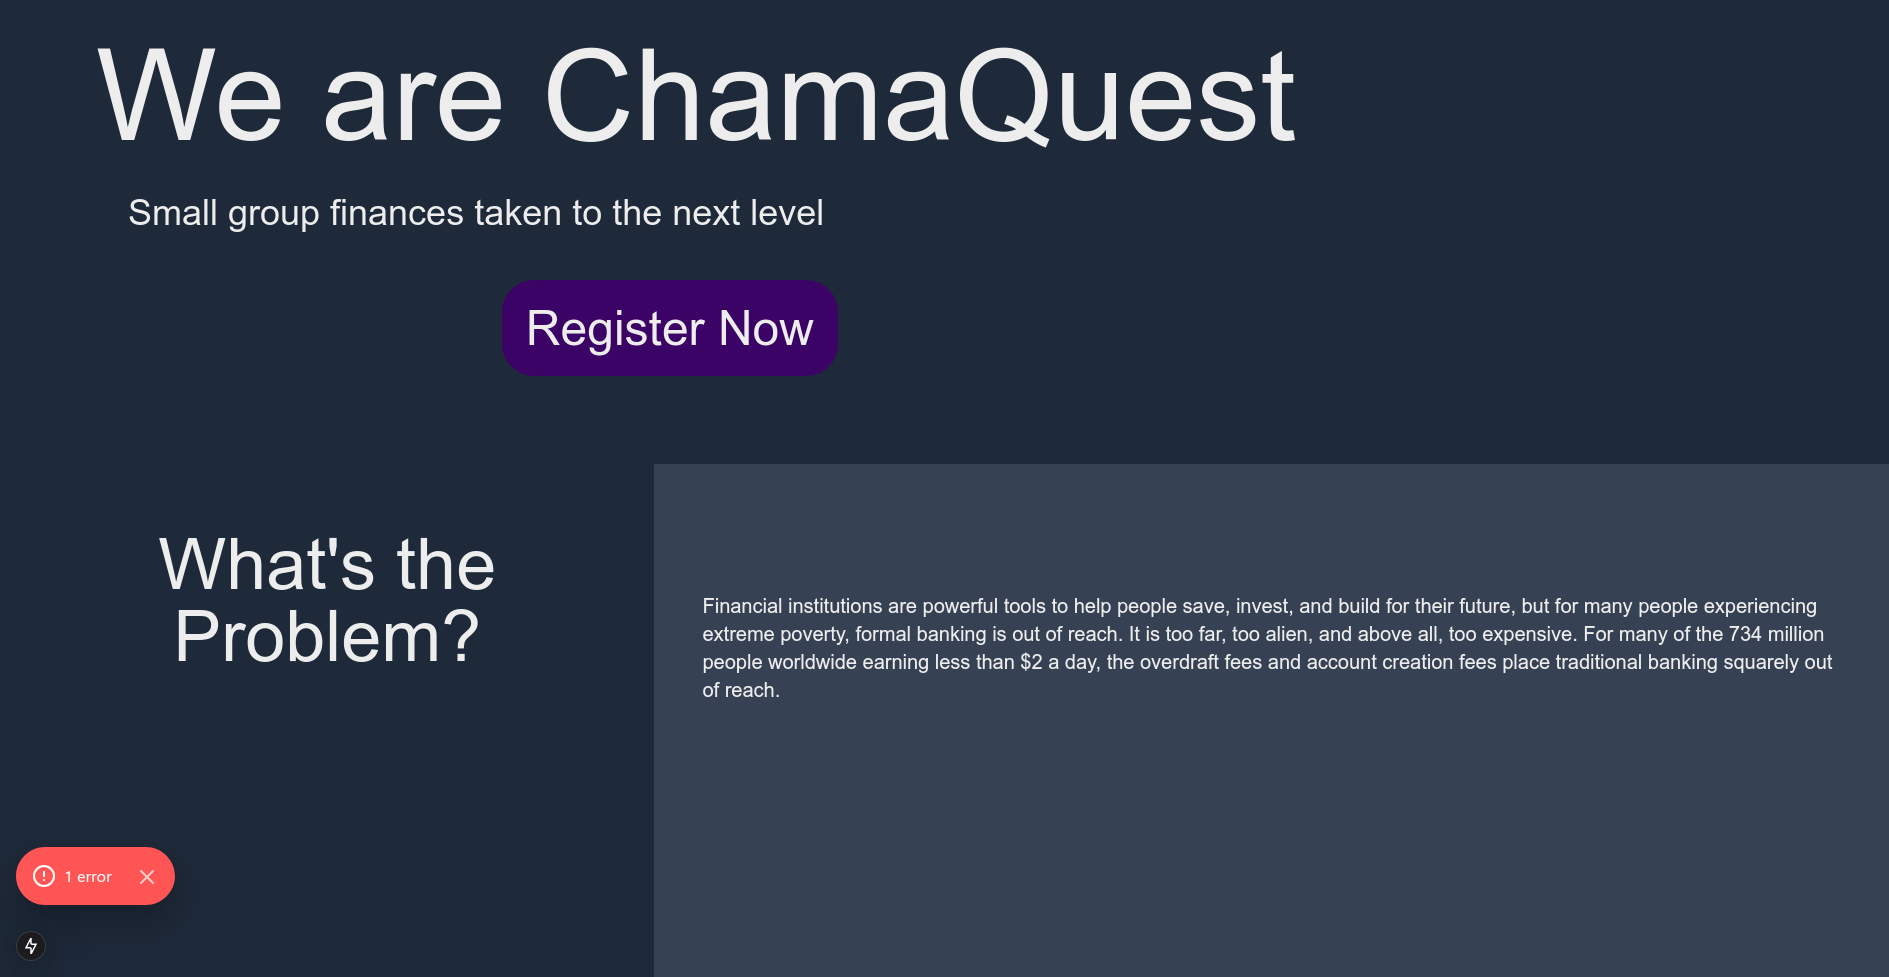 We are ChamaQuest
Small group finances taken to the next level
Register Now
What's the
Problem?
Financial institutions are powerful tools to help people save, invest, and build for their future, but for many people experiencing
extreme poverty, formal banking is out of reach. It is too far, too alien, and above all, too expensive. For many of the 734 million
people worldwide earning less than $2 a day, the overdraft fees and account creation fees place traditional banking squarely out
of reach.
1 error